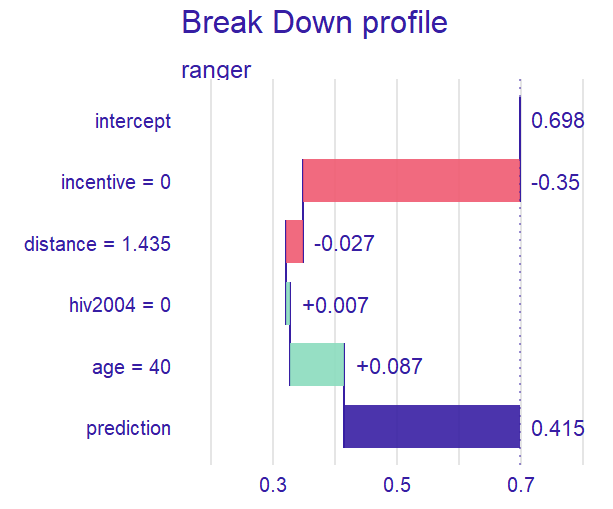 Break Down profile
ranger
intercept
0.698
incentive = 0
-0.35
distance = 1.435
-0.027
hiv2004 = 0
+0.007
age = 40
+0.087
prediction
0.415
0.3
0.5
0.7